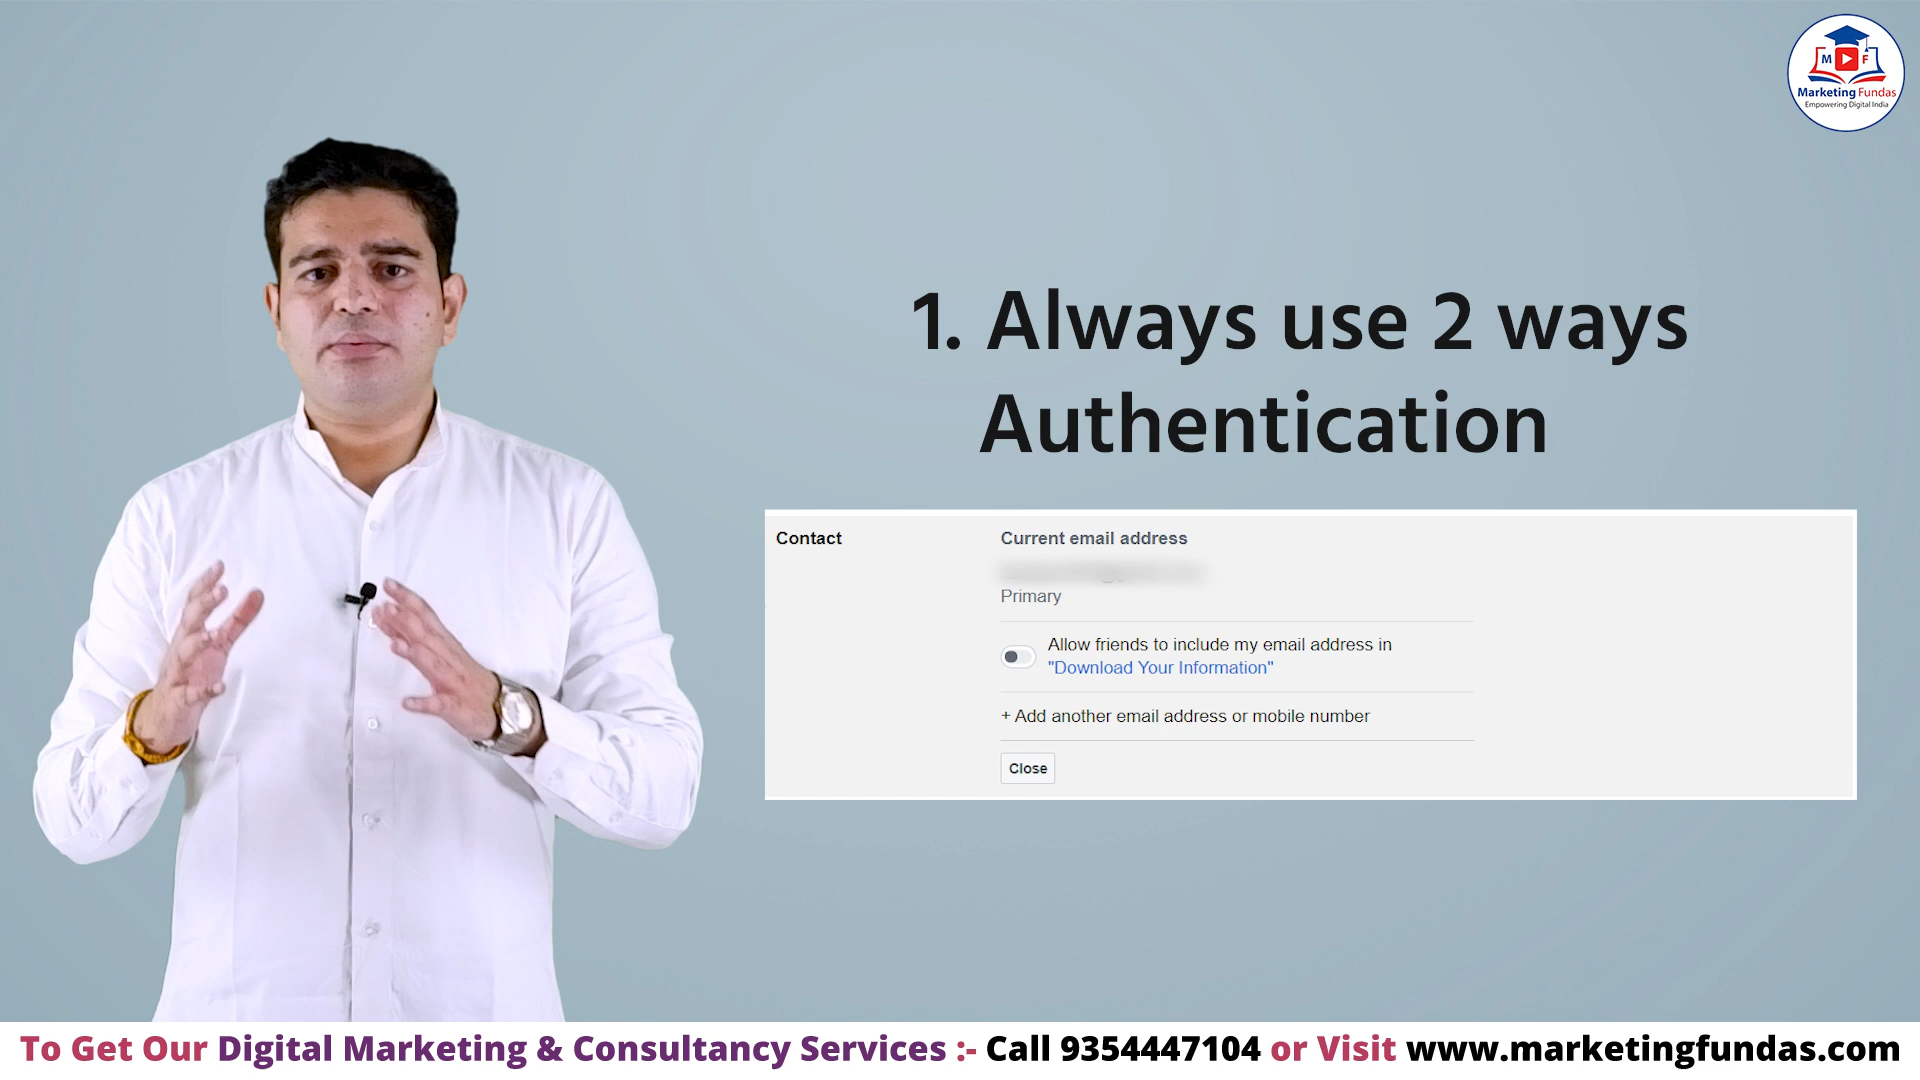 M F
Marketing Fundas
Empowering Digital India
1. Always use 2 ways
Authentication
Contact
Current email address
Primary
Allow friends to include my email address in
"Download Your Information"
+ Add another email address or mobile number
Close
To Get Our Digital Marketing & Consultancy Services :- Call 9354447104 or Visit www.marketingfundas.com